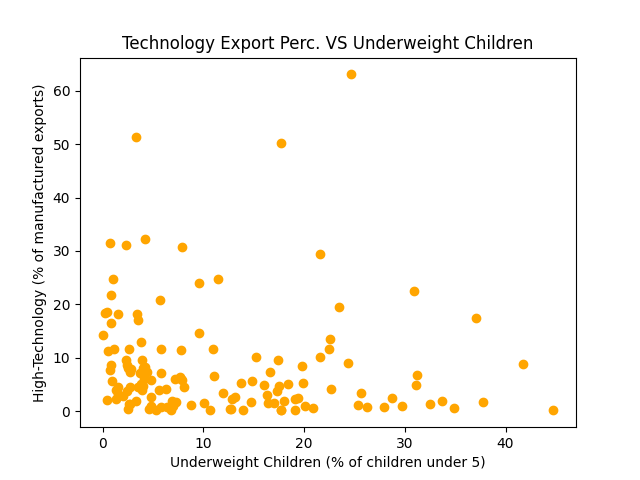 Technology Export Perc. VS Underweight Children
High-Technology (% of manufactured exports)
60
50
40
30
20
10
0
0 10 20 30 40
Underweight Children (% of children under 5)